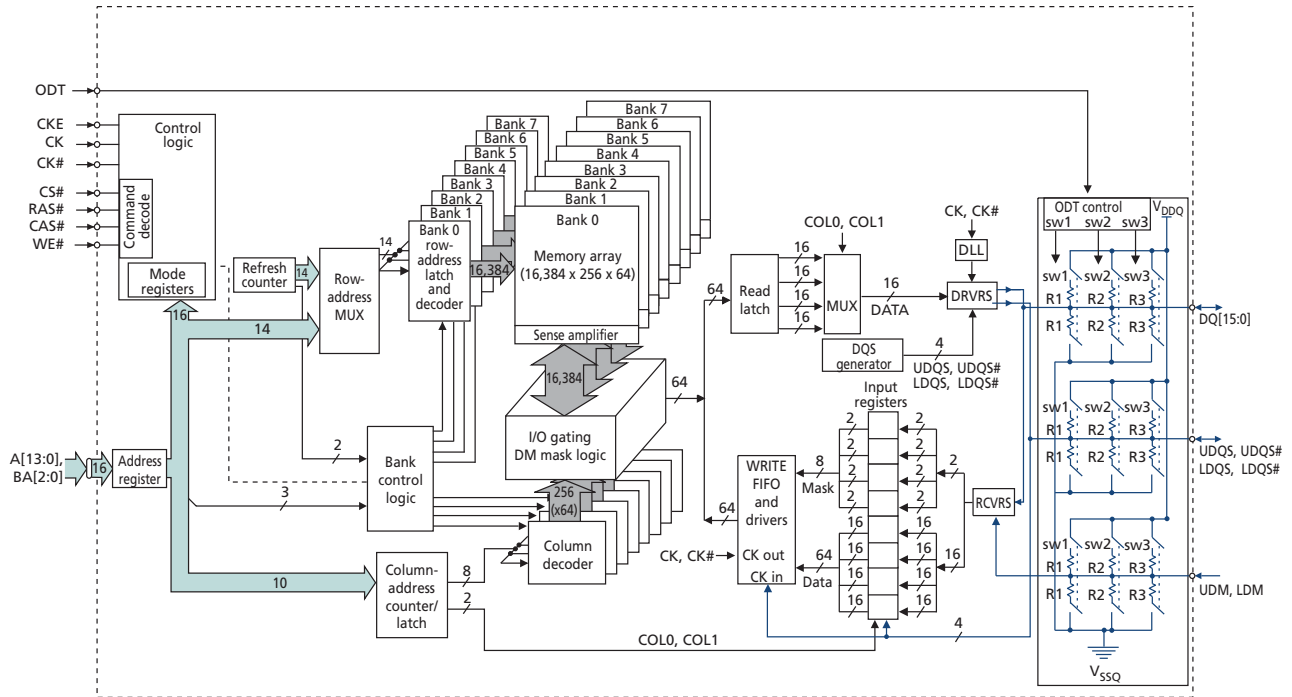 ODT
CKE
CK
CK#
CS#
RAS#
CAS#
WE#
Control
logic
Command
decode
Mode
registers
Refresh
counter
14
16
14
Row-
address
MUX
14
Bank 7
Bank 6
Bank 5
Bank 4
Bank 3
Bank 2
Bank 1
Bank 0
row-
address
latch
and
decoder
16,384
Bank 7
Bank 6
Bank 5
Bank 4
Bank 3
Bank 2
Bank 1
Bank 0
Memory array
(16,384 x 256 x 64)
Sense amplifier
16,384
I/O gating
DM mask logic
256
(x64)
Column
decoder
A[13:0],
BA[2:0]
16
Address
register
2
3
Bank
control
logic
10
Column-
address
counter/
latch
8
2
COL0, COL1
64
64
64
Read
latch
16
16
16
16
COL0, COL1
MUX
16
DATA
CK, CK#
DLL
DRVRS
DQS
generator
4
UDQS, UDQS#
LDQS, LDQS#
Input
registers
2
2
2
2
16
16
16
16
2
2
2
2
16
16
16
16
2
16
RCVRS
WRITE
FIFO
and
drivers
CK out
CK in
8
Mask
64
Data
CK, CK#
4
ODT control
sw1 sw2 sw3
VDDQ
sw1 sw2 sw3
R1 R2 R3
R1 R2 R3
DQ[15:0]
sw1 sw2 sw3
R1 R2 R3
R1 R2 R3
UDQS, UDQS#
LDQS, LDQS#
sw1 sw2 sw3
R1 R2 R3
R1 R2 R3
UDM, LDM
VSSQ